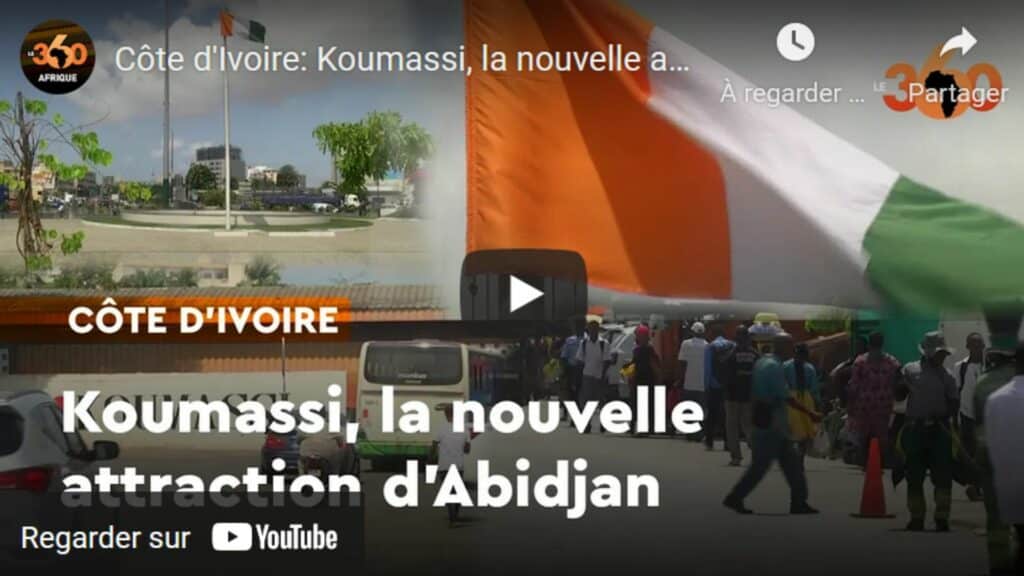 LE 360
AFRIQUE
Côte d'Ivoire: Koumassi, la nouvelle a...
À regarder ...
Partager
LE 360
CÔTE D'IVOIRE
KOUMASSI
Koumassi, la nouvelle
attraction d'Abidjan
Regarder sur YouTube